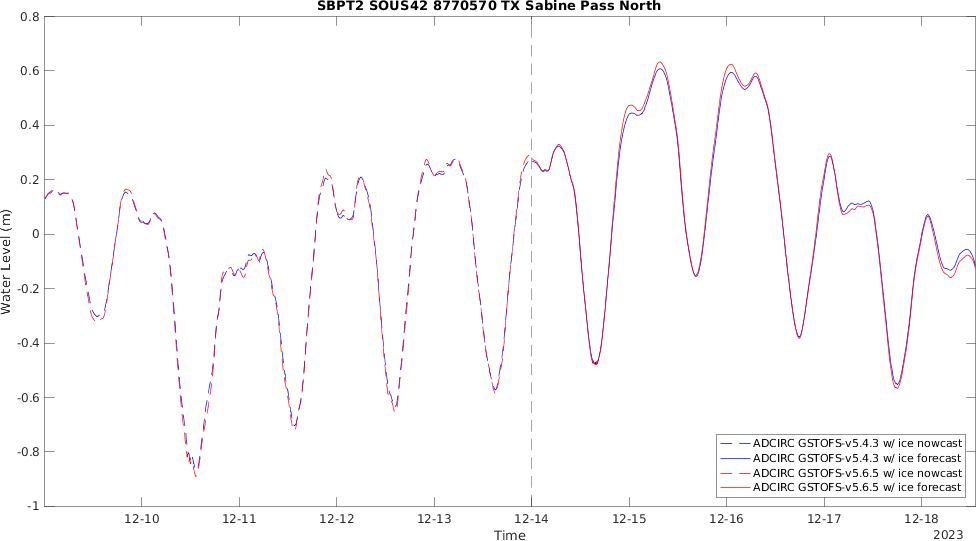 SBPT2 SOUS42 8770570 TX Sabine Pass North
0.8
0.6
0.4
0.2
0
-0.2
-0.4
-0.6
-0.8
-1
Water Level (m)
12-10 12-11 12-12 12-13 12-14 12-15 12-16 12-17 12-18
Time
2023
ADCIRC GSTOFS-v5.4.3 w/ ice nowcast
ADCIRC GSTOFS-v5.4.3 w/ ice forecast
ADCIRC GSTOFS-v5.6.5 w/ ice nowcast
ADCIRC GSTOFS-v5.6.5 w/ ice forecast